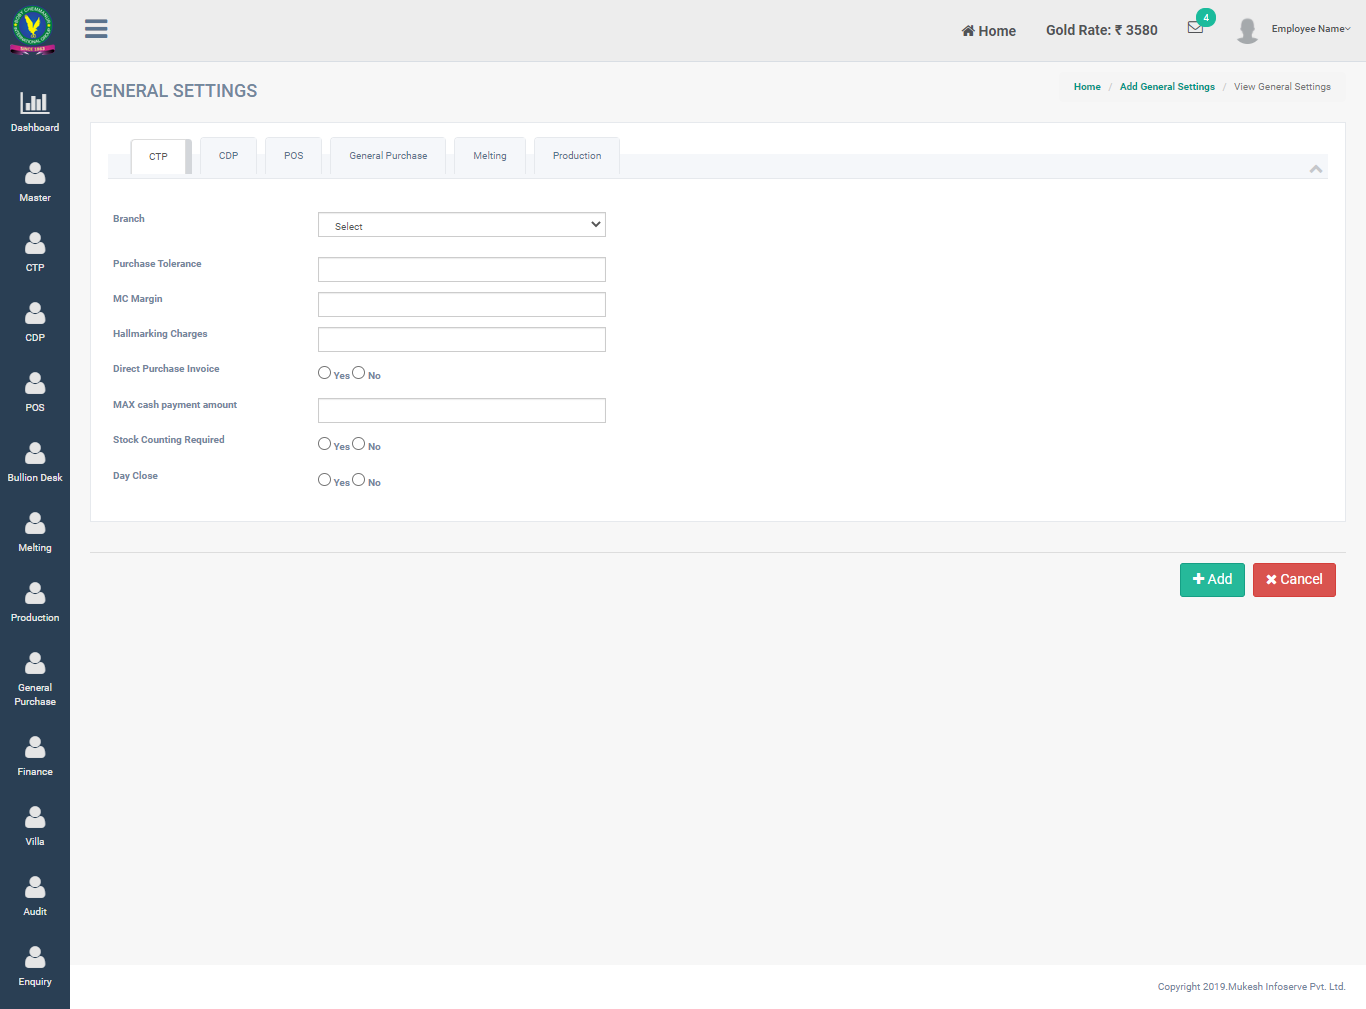 SINCE 1863
Home
Gold Rate: ₹ 3580
4
Employee Name
GENERAL SETTINGS
Home / Add General Settings / View General Settings
Dashboard
Master
CTP
CDP
POS
Bullion Desk
Melting
Production
General
Purchase
Finance
Villa
Audit
Enquiry
CTP
CDP
POS
General Purchase
Melting
Production
Branch
Select
Purchase Tolerance
MC Margin
Hallmarking Charges
Direct Purchase Invoice
Yes No
MAX cash payment amount
Stock Counting Required
Yes No
Day Close
Yes No
Add
Cancel
Copyright 2019.Mukesh Infoserve Pvt. Ltd.